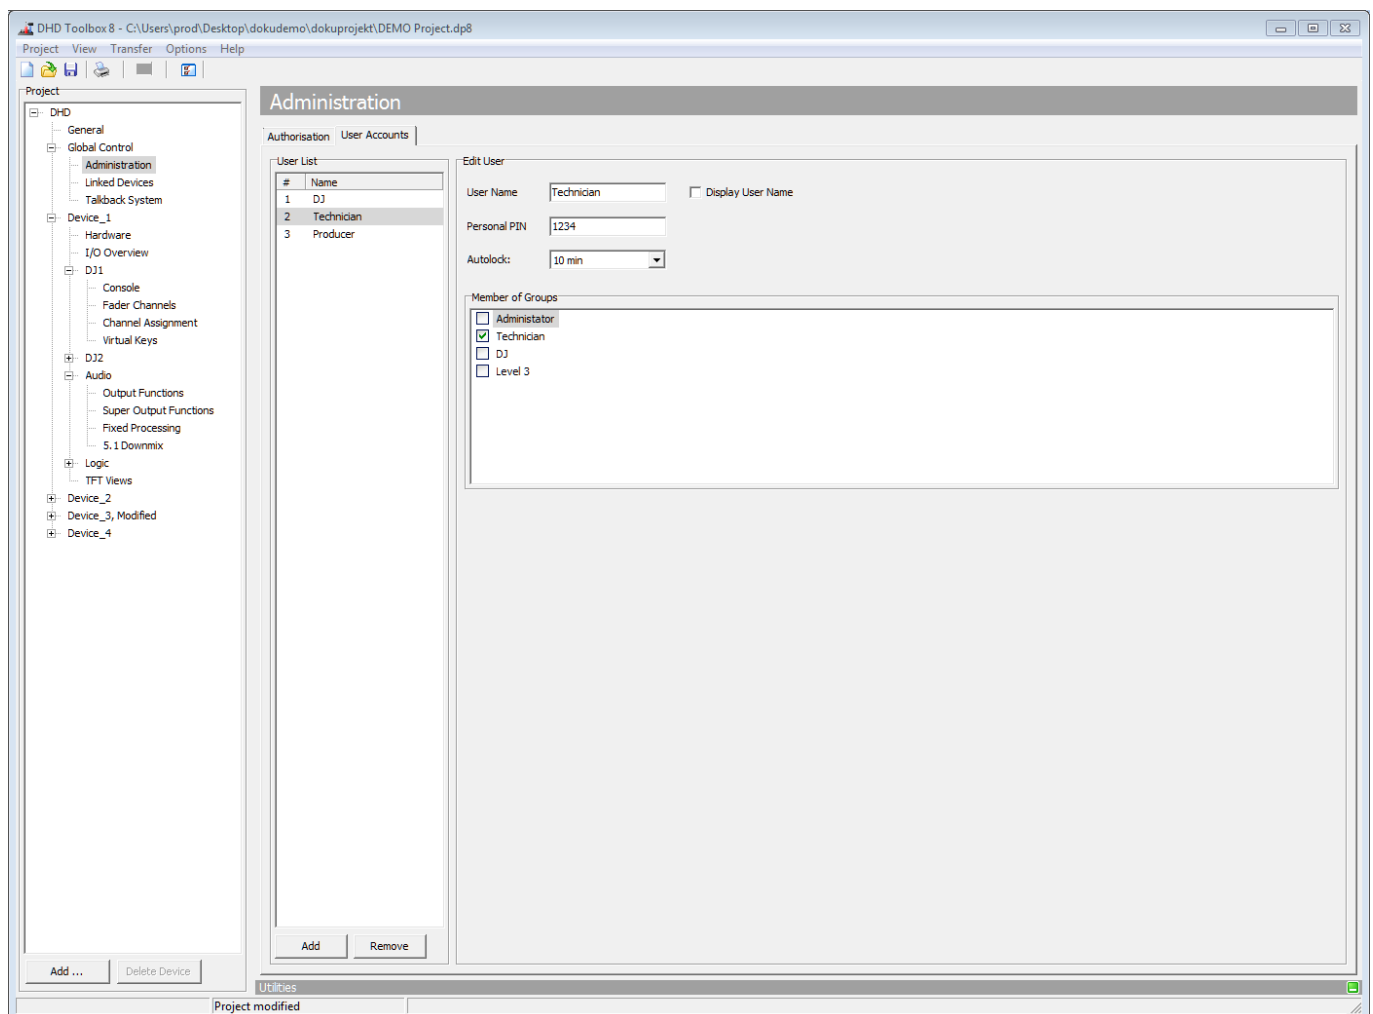 DHD Toolbox 8 - C:\Users\prod\Desktop\dokudemo\dokuprojekt\DEMO Project.dp8
Project View Transfer Options Help
Project
DHD
General
Global Control
Administration
Linked Devices
Talkback System
Device_1
Hardware
I/O Overview
DJ1
Console
Fader Channels
Channel Assignment
Virtual Keys
DJ2
Audio
Output Functions
Super Output Functions
Fixed Processing
5.1 Downmix
Logic
TFT Views
Device_2
Device_3, Modified
Device_4
Add ... Delete Device
Administration
Authorisation User Accounts
User List
# Name
1 DJ
2 Technician
3 Producer
Add Remove
Edit User
User Name Technician Display User Name
Personal PIN 1234
Autolock: 10 min
Member of Groups
Administator
Technician
DJ
Level 3
Utilities
Project modified